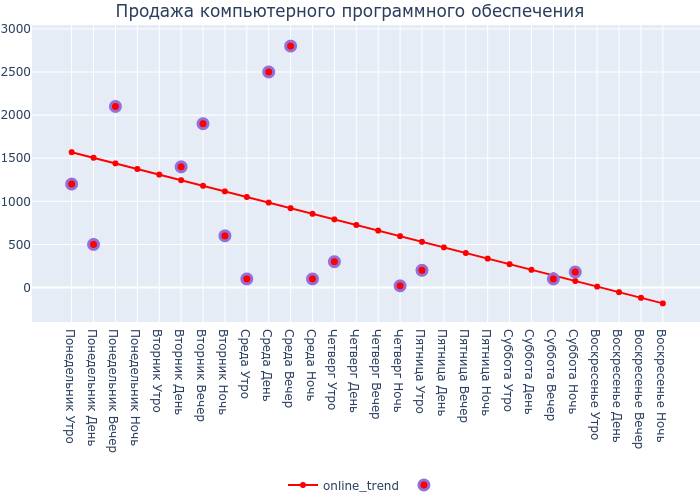 Продажа компьютерного программного обеспечения
3000
2500
2000
1500
1000
500
0
Понедельник Утро
Понедельник День
Понедельник Вечер
Понедельник Ночь
Вторник Утро
Вторник День
Вторник Вечер
Вторник Ночь
Среда Утро
Среда День
Среда Вечер
Среда Ночь
Четверг Утро
Четверг День
Четверг Вечер
Четверг Ночь
Пятница Утро
Пятница День
Пятница Вечер
Пятница Ночь
Суббота Утро
Суббота День
Суббота Вечер
Суббота Ночь
Воскресенье Утро
Воскресенье День
Воскресенье Вечер
Воскресенье Ночь
online_trend